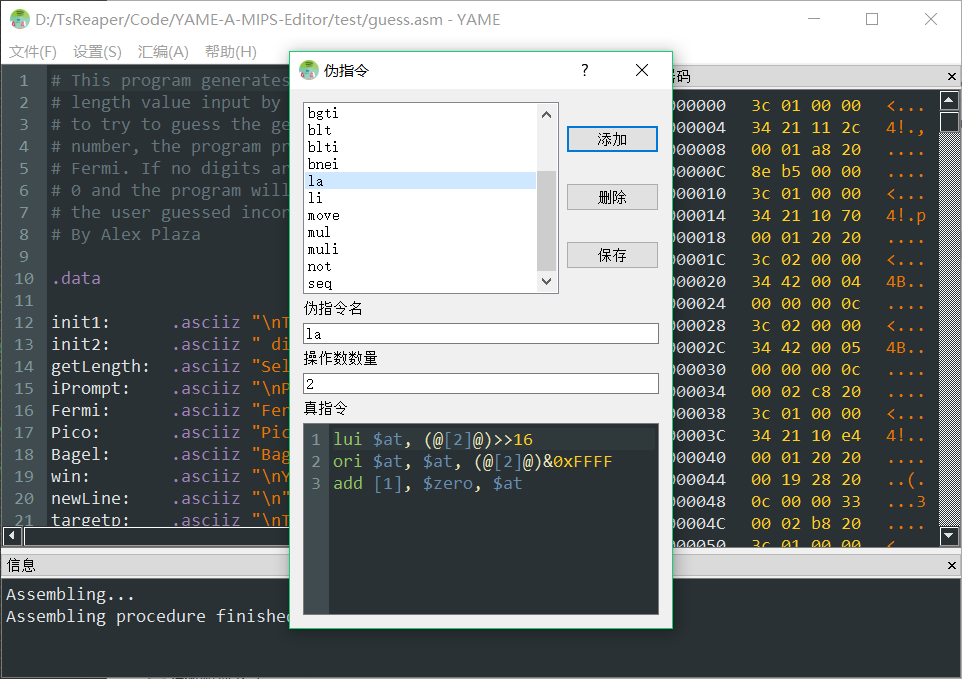 D:/TsReaper/Code/YAME-A-MIPS-Editor/test/guess.asm - YAME
文件(F) 设置(S) 汇编(A) 帮助(H)
1 # This program generates
2 # length value input by
3 # to try to guess the ge
4 # number, the program pr
5 # Fermi. If no digits ar
6 # 0 and the program will
7 # the user guessed incor
8 # By Alex Plaza
9
10 .data
11
12 init1: .asciiz "\nT
13 init2: .asciiz " di
14 getLength: .asciiz "Sel
15 iPrompt: .asciiz "\nP
16 Fermi: .asciiz "Fer
17 Pico: .asciiz "Pic
18 Bagel: .asciiz "Bag
19 win: .asciiz "\nY
20 newLine: .asciiz "\n"
21 targetp: .asciiz "\nT
伪指令
?
bgti
blt
blti
bnei
la
li
move
mul
muli
not
seq
添加
删除
保存
伪指令名
la
操作数数量
2
真指令
1 lui $at, (@[2]@)>>16
2 ori $at, $at, (@[2]@)&0xFFFF
3 add [1], $zero, $at
码
000000 3c 01 00 00 <...
000004 34 21 11 2c 4!.,
000008 00 01 a8 20 ...
00000C 8e b5 00 00 ....
000010 3c 01 00 00 <...
000014 34 21 10 70 4!.p
000018 00 01 20 20 ..
00001C 3c 02 00 00 <...
000020 34 42 00 04 4B..
000024 00 00 00 0c ....
000028 3c 02 00 00 <...
00002C 34 42 00 05 4B..
000030 00 00 00 0c ....
000034 00 02 c8 20 ...
000038 3c 01 00 00 <...
00003C 34 21 10 e4 4!..
000040 00 01 20 20 ..
000044 00 19 28 20 ..(.
000048 0c 00 00 33 ...3
00004C 00 02 b8 20 ....
000050 3c 01 00 00 <
信息
Assembling...
Assembling procedure finished